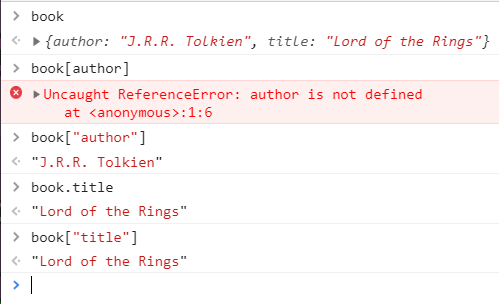 book
{author: "J.R.R. Tolkien", title: "Lord of the Rings"}
book[author]
Uncaught ReferenceError: author is not defined
at <anonymous>:1:6
book["author"]
"J.R.R. Tolkien"
book.title
"Lord of the Rings"
book["title"]
"Lord of the Rings"